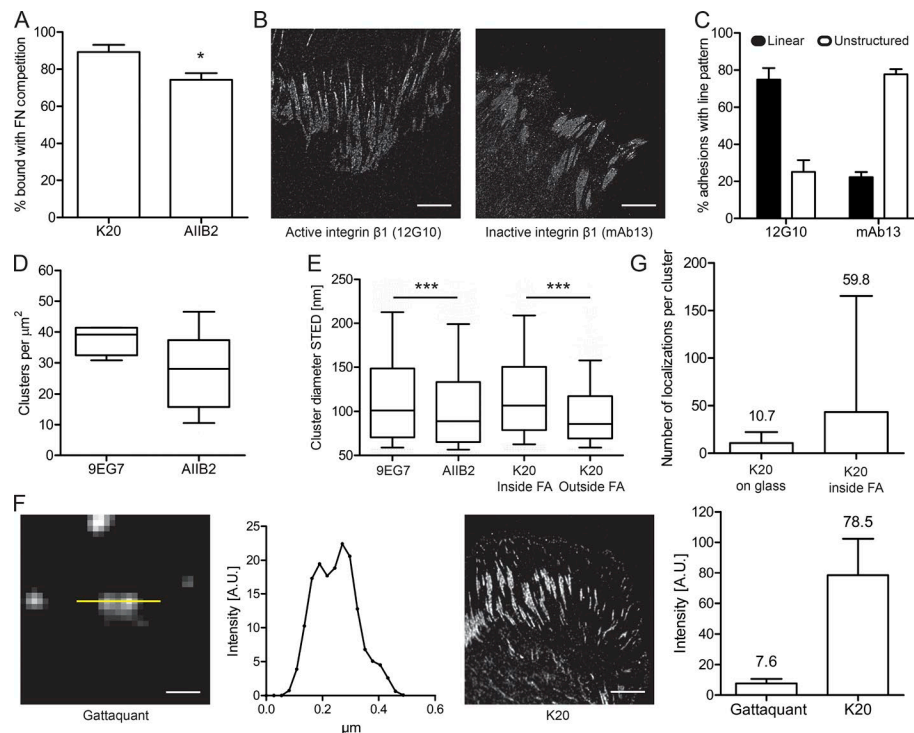 A
% bound with FN competition
100
80
60
40
20
0
*
K20
AIIB2
B
Active integrin β1 (12G10)
Inactive integrin β1 (mAb13)
C
Linear
Unstructured
% adhesions with line pattern
100
80
60
40
20
0
12G10
mAb13
D
Clusters per μm²
60
50
40
30
20
10
0
9EG7
AIIB2
E
Cluster diameter STED [nm]
250
200
150
100
50
***
***
9EG7
AIIB2
K20
Inside FA
K20
Outside FA
G
Number of localizations per cluster
200
150
100
50
0
10.7
59.8
K20
on glass
K20
inside FA
F
Gattaquant
Intensity [A.U.]
25
20
15
10
5
0
0.0
0.2
0.4
0.6
μm
K20
Intensity [A.U.]
120
100
80
60
40
20
0
7.6
78.5
Gattaquant
K20